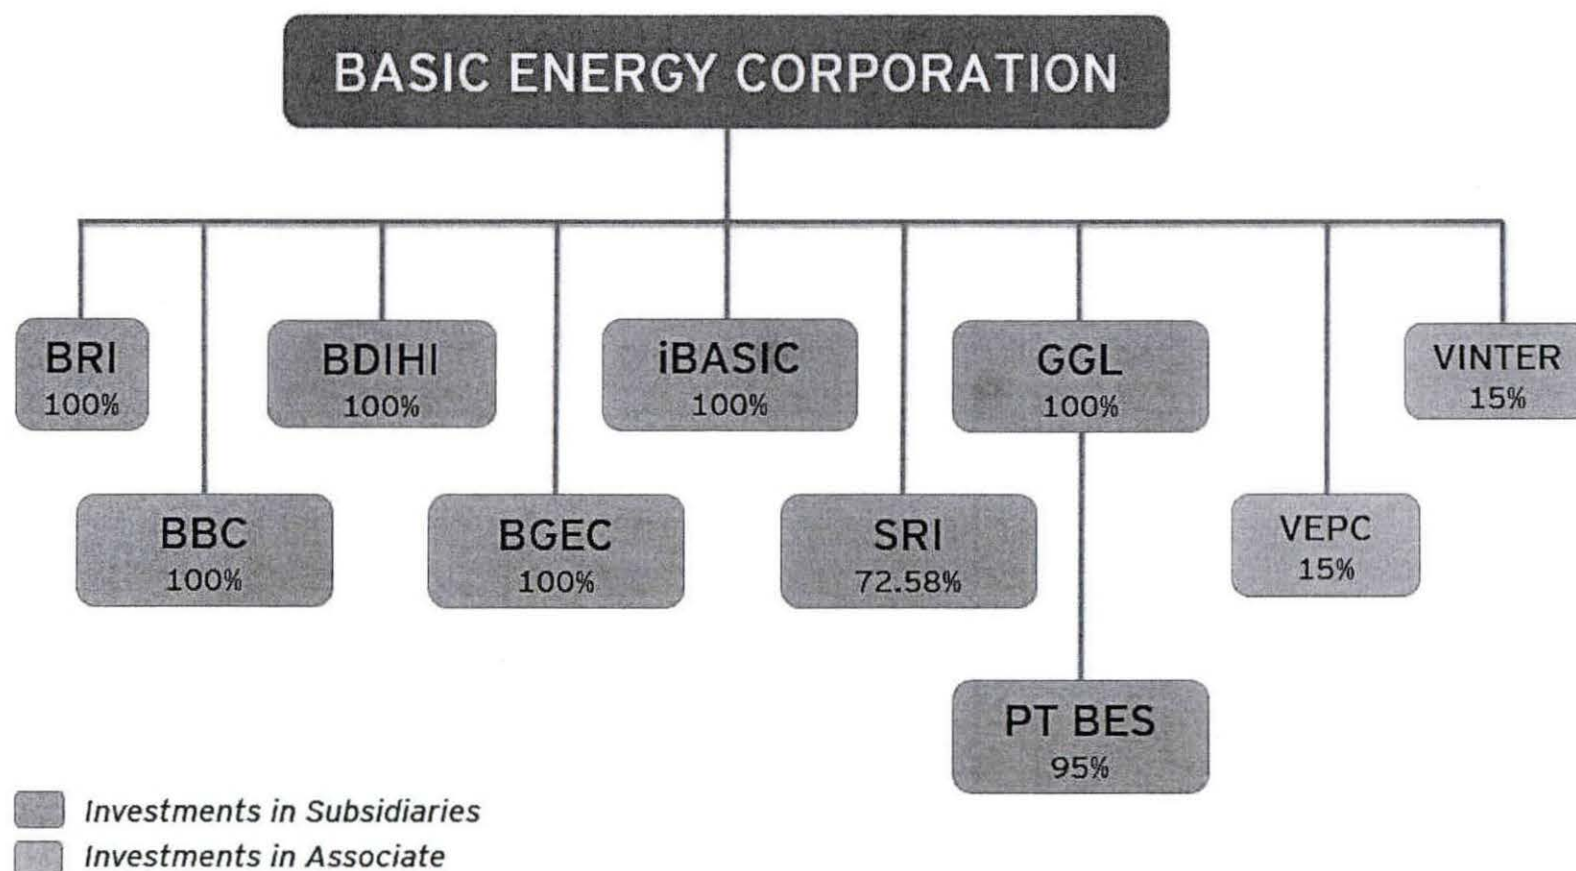 BASIC ENERGY CORPORATION
BRI
100%
BDIHI
100%
iBASIC
100%
GGL
100%
VINTER
15%
BBC
100%
BGEC
100%
SRI
72.58%
VEPC
15%
PT BES
95%
Investments in Subsidiaries
Investments in Associate